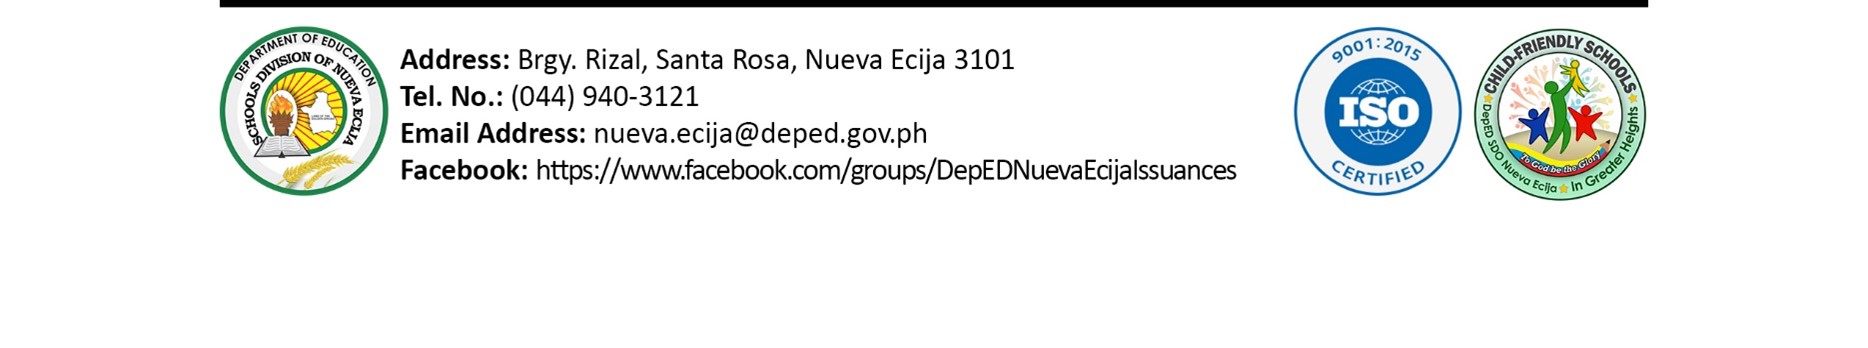 DEPARTMENT OF EDUCATION
SCHOOLS DIVISION OF NUEVA ECIJA
Address: Brgy. Rizal, Santa Rosa, Nueva Ecija 3101
Tel. No.: (044) 940-3121
Email Address: nueva.ecija@deped.gov.ph
Facebook: https://www.facebook.com/groups/DepEDNuevaEcijaIssuances
9001:2015
ISO
CERTIFIED
CHILD-FRIENDLY SCHOOLS
To God be the Glory
DepED SDO Nueva Ecija In Greater Heights